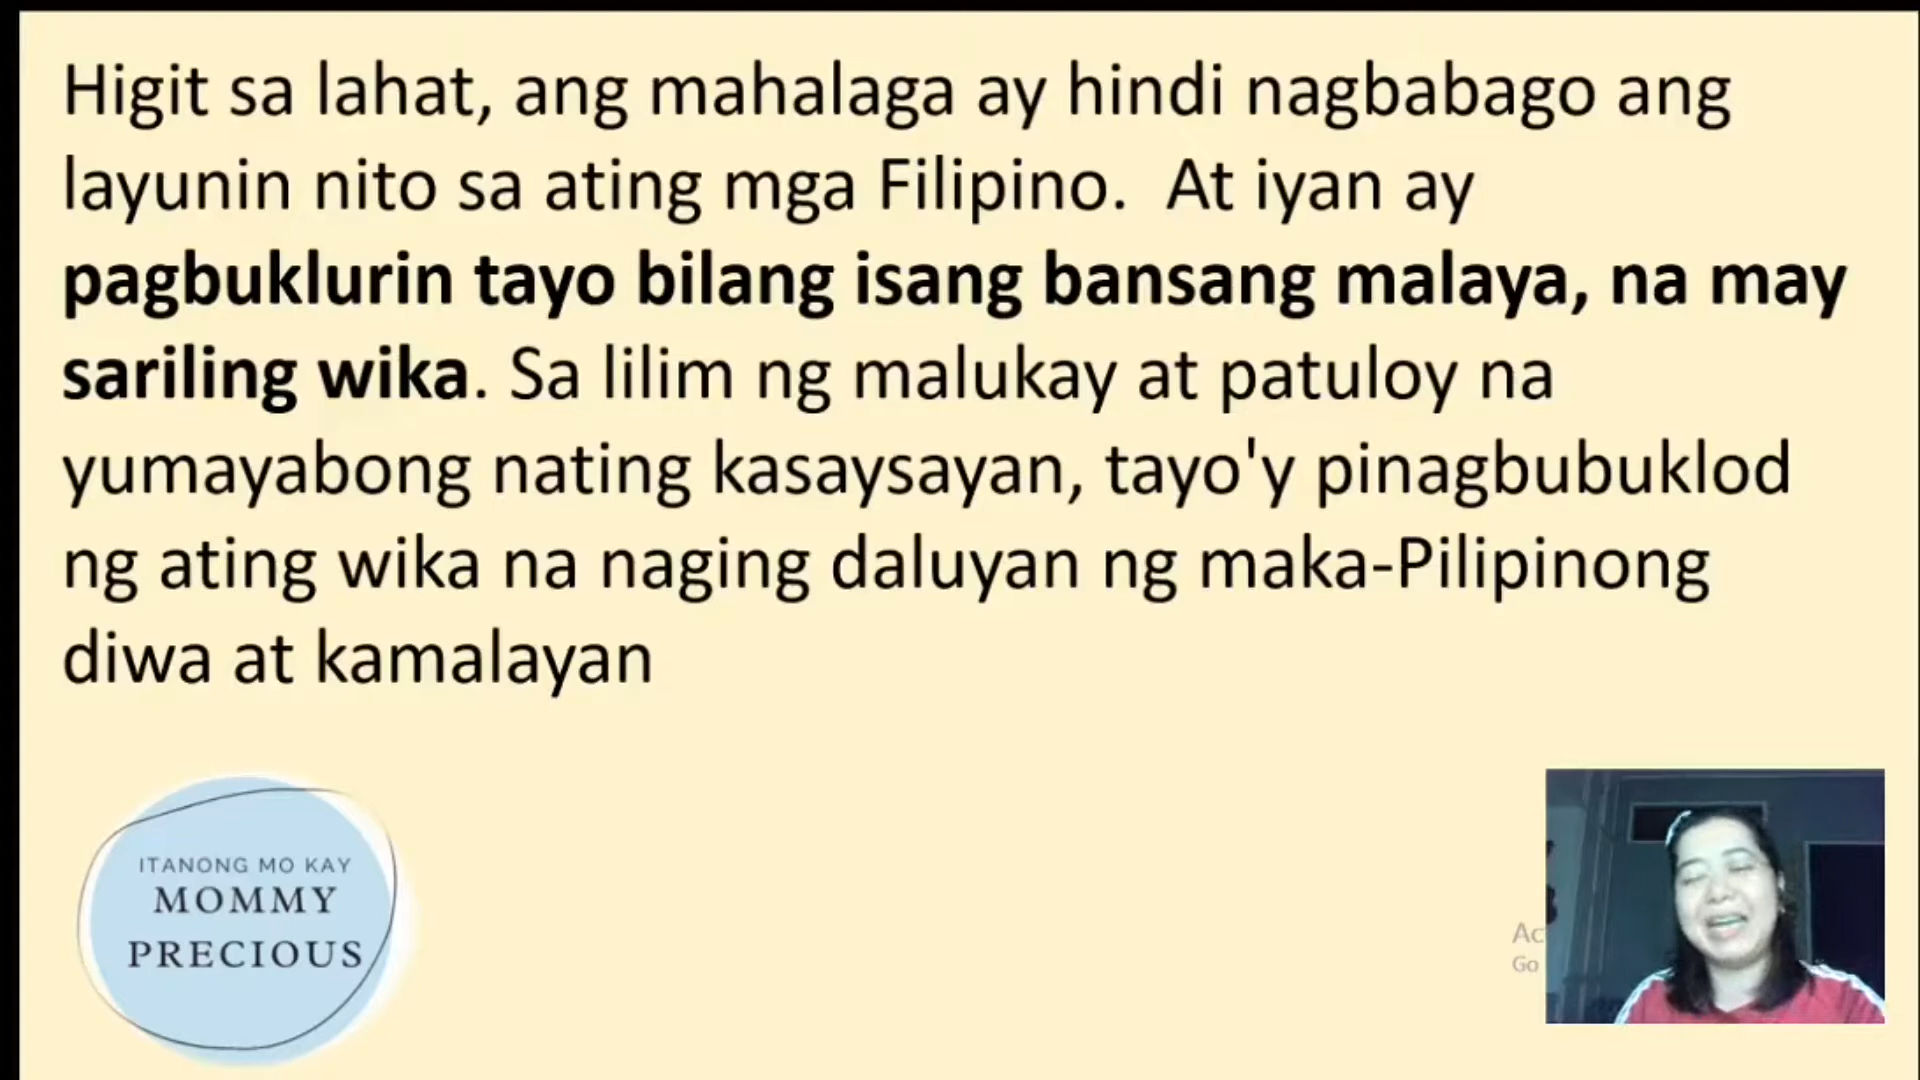 Higit sa lahat, ang mahalaga ay hindi nagbabago ang
layunin nito sa ating mga Filipino. At iyan ay
pagbuklurin tayo bilang isang bansang malaya, na may
sariling wika. Sa lilim ng malukay at patuloy na
yumayabong nating kasaysayan, tayo'y pinagbubuklod
ng ating wika na naging daluyan ng maka-Pilipinong
diwa at kamalayan
ITANONG MO KAY
MOMMY
PRECIOUS
Ac
Go